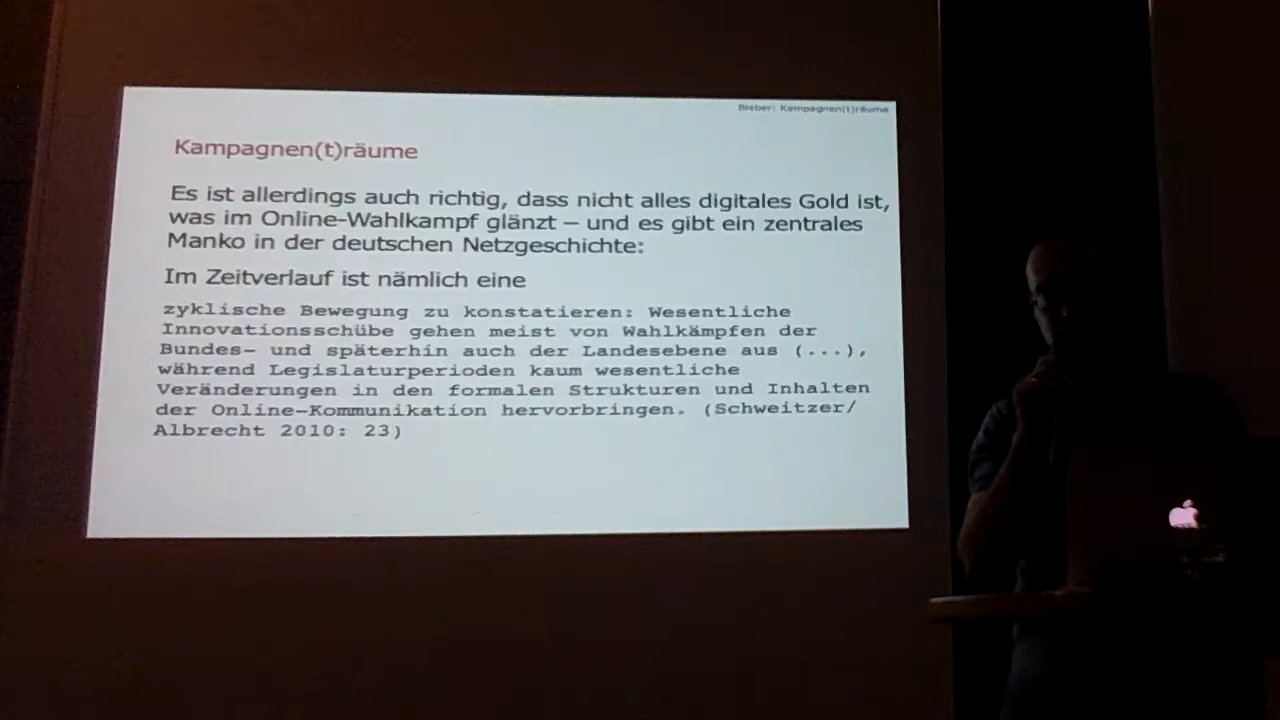 Bieber: Kampagnen(t)räume
Kampagnen(t)räume
Es ist allerdings auch richtig, dass nicht alles digitales Gold ist,
was im Online-Wahlkampf glänzt – und es gibt ein zentrales
Manko in der deutschen Netzgeschichte:
Im Zeitverlauf ist nämlich eine
zyklische Bewegung zu konstatieren: Wesentliche
Innovationsschübe gehen meist von Wahlkämpfen der
Bundes- und späterhin auch der Landesebene aus (...),
während Legislaturperioden kaum wesentliche
Veränderungen in den formalen Strukturen und Inhalten
der Online-Kommunikation hervorbringen. (Schweitzer/
Albrecht 2010: 23)